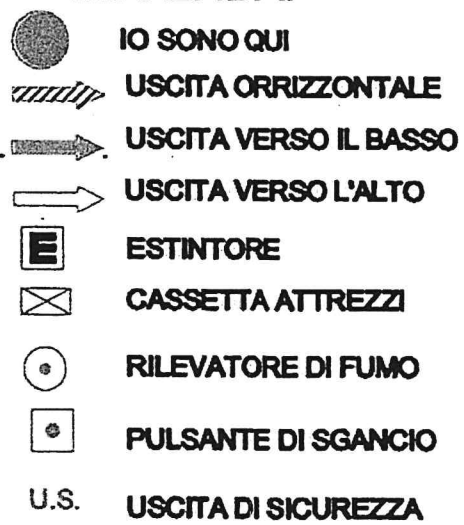 IO SONO QUI
USCITA ORRIZZONTALE
USCITA VERSO IL BASSO
USCITA VERSO L'ALTO
E ESTINTORE
CASSETTA ATTREZZI
RILEVATORE DI FUMO
PULSANTE DI SGANCIO
U.S. USCITA DI SICUREZZA